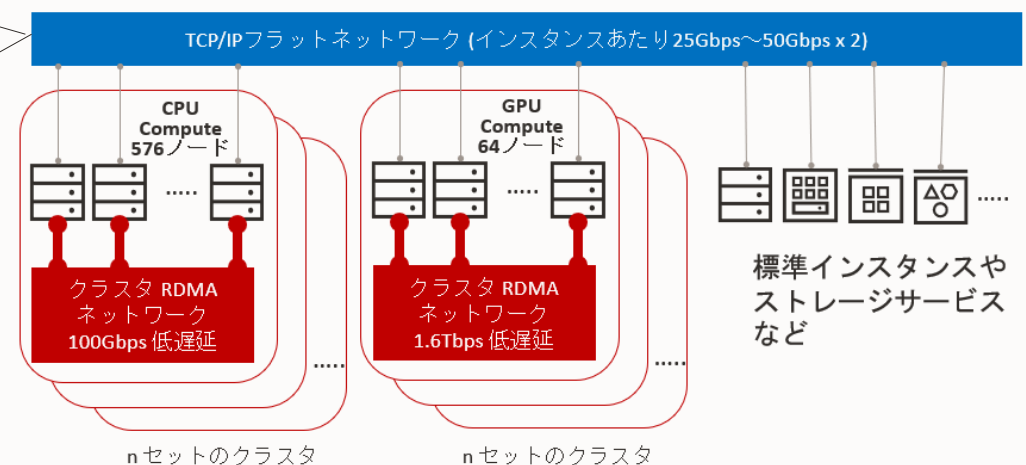 TCP/IPフラットネットワーク (インスタンスあたり25Gbps～50Gbps x 2)
CPU
Compute
576ノード
.....
クラスタ RDMA
ネットワーク
100Gbps 低遅延
.....
n セットのクラスタ
GPU
Compute
64ノード
.....
クラスタ RDMA
ネットワーク
1.6Tbps 低遅延
.....
n セットのクラスタ
.....
標準インスタンスや
ストレージサービス
など